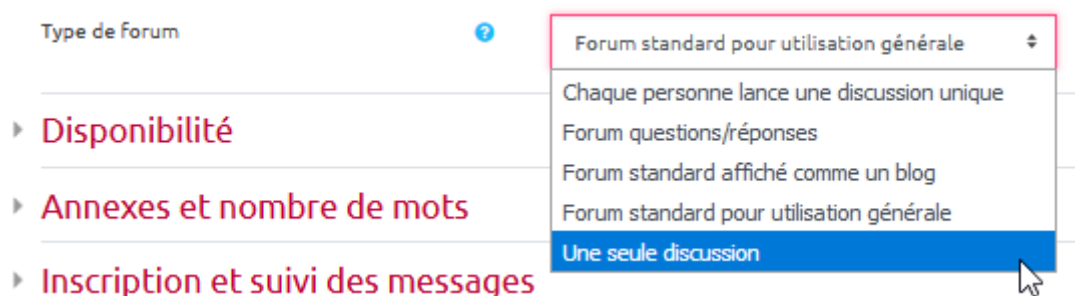 Type de forum
Forum standard pour utilisation générale
Chaque personne lance une discussion unique
Disponibilité
Forum questions/réponses
Forum standard affiché comme un blog
Annexes et nombre de mots
Forum standard pour utilisation générale
Une seule discussion
Inscription et suivi des messages